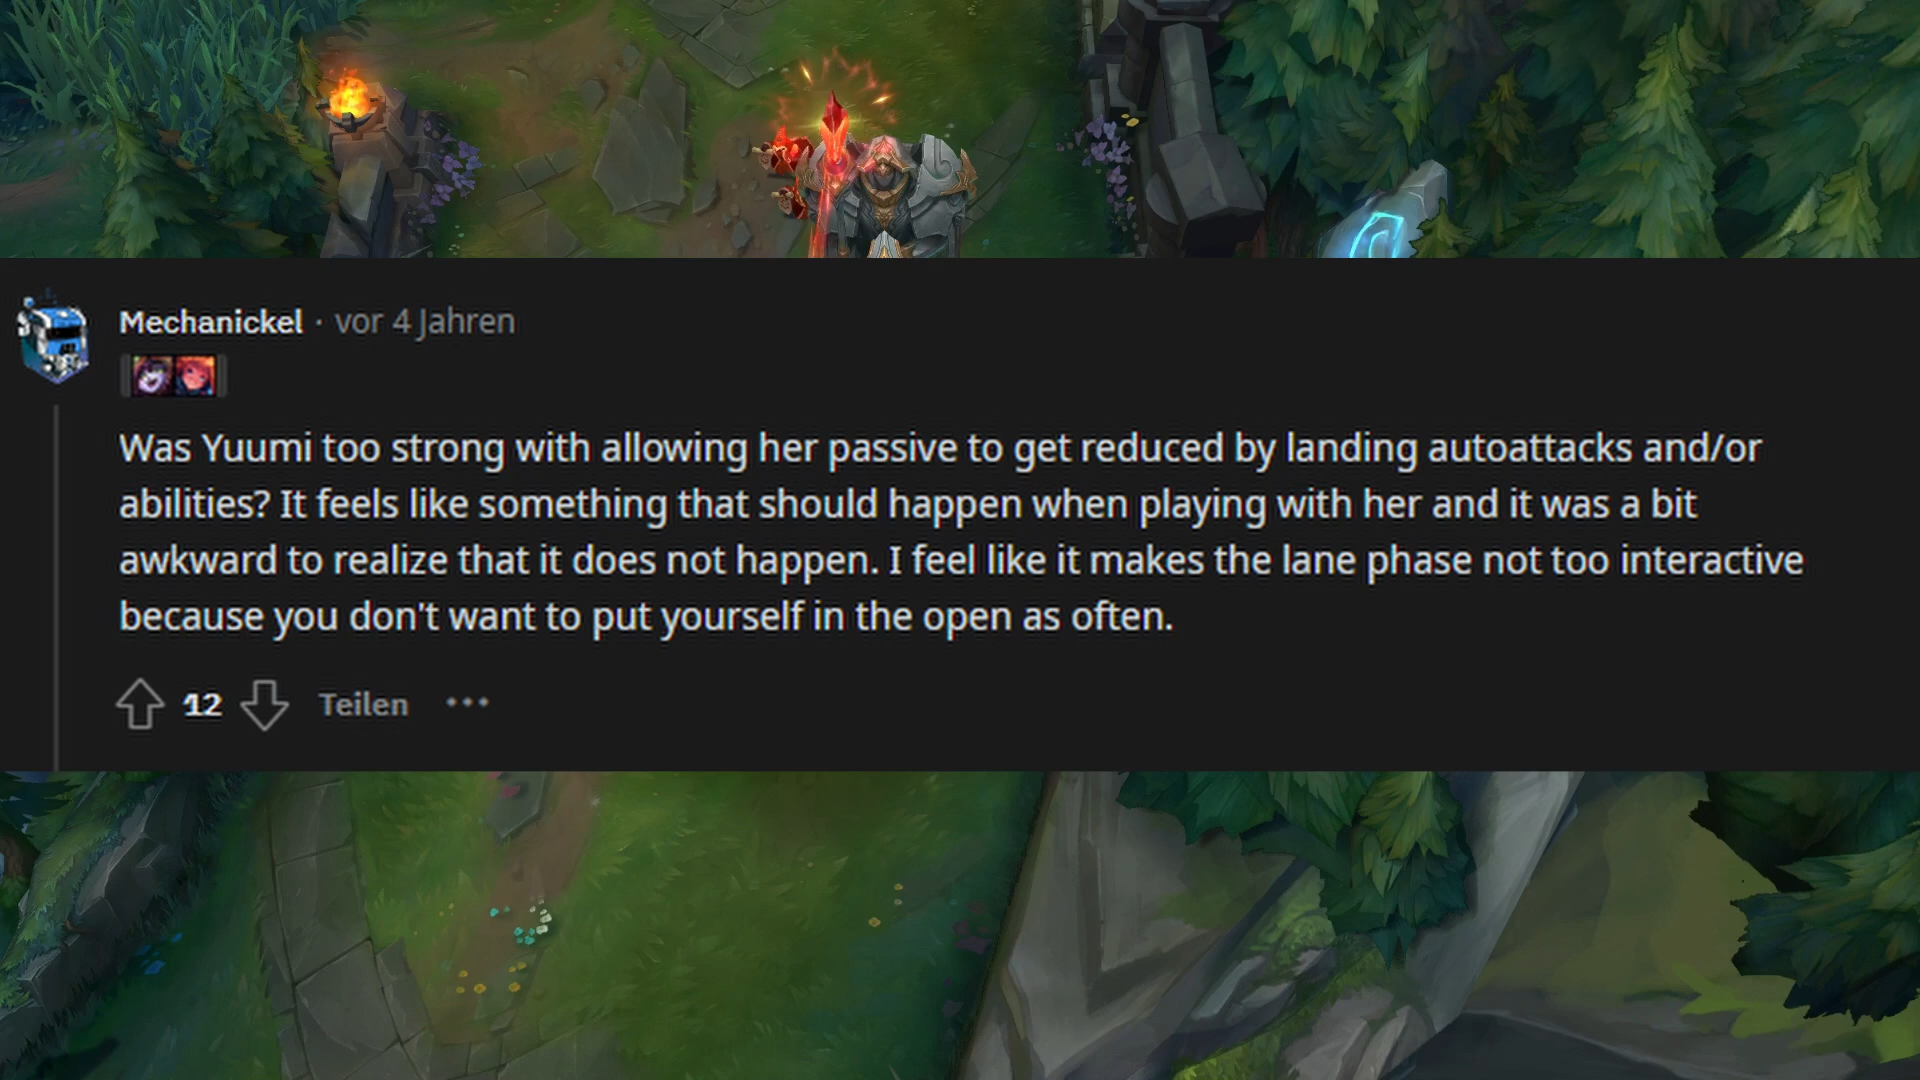 Mechanickel · vor 4 Jahren
Was Yuumi too strong with allowing her passive to get reduced by landing autoattacks and/or
abilities? It feels like something that should happen when playing with her and it was a bit
awkward to realize that it does not happen. I feel like it makes the lane phase not too interactive
because you don't want to put yourself in the open as often.
12 Teilen ···